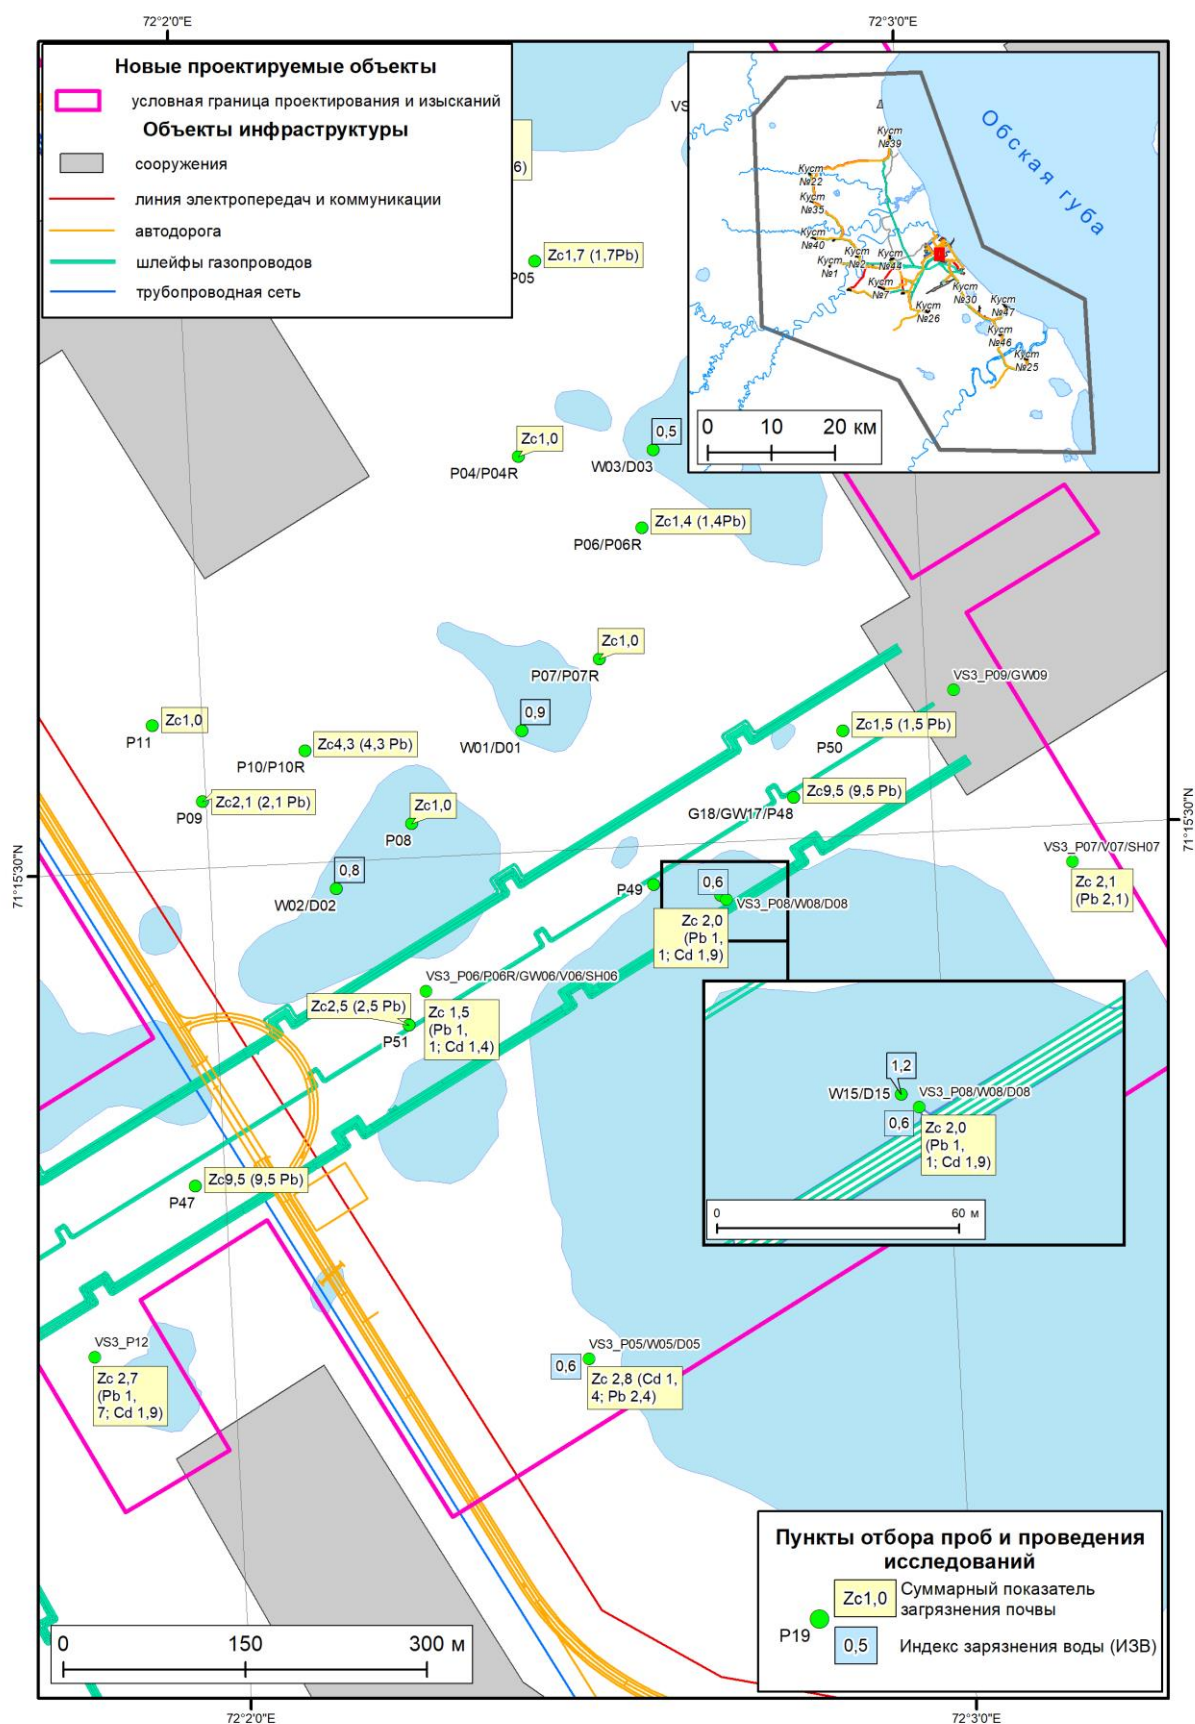 72°2'0"E
72°3'0"E
Новые проектируемые объекты
условная граница проектирования и изысканий
Объекты инфраструктуры
сооружения
линия электропередач и коммуникации
автодорога
шлейфы газопроводов
трубопроводная сеть
6)
VS
Обская губа
Куст
№39
Куст
№22
Куст
№35
Куст
№40
Куст
№2
Куст
№44
Куст
№1
Куст
№7
Куст
№26
Куст
№30
Куст
№47
Куст
№46
Куст
№25
0 10 20 км
Zc1,7 (1,7Pb)
P05
Zc1,0
P04/P04R
0,5
W03/D03
Zc1,4 (1,4Pb)
P06/P06R
Zc1,0
P07/P07R
VS3_P09/GW09
0,9
W01/D01
Zc1,5 (1,5 Pb)
P50
Zc1,0
P11
Zc4,3 (4,3 Pb)
P10/P10R
Zc2,1 (2,1 Pb)
P09
Zc1,0
P08
Zc9,5 (9,5 Pb)
G18/GW17/P48
71°15'30"N
71°15'30"N
0,8
W02/D02
P49
0,6
VS3_P08/W08/D08
Zc 2,0
(Pb 1,
1; Cd 1,9)
VS3_P07/V07/SH07
Zc 2,1
(Pb 2,1)
VS3_P06/P06R/GW06/V06/SH06
Zc2,5 (2,5 Pb)
P51
Zc 1,5
(Pb 1,
1; Cd 1,4)
1,2
W15/D15
VS3_P08/W08/D08
0,6
Zc 2,0
(Pb 1,
1; Cd 1,9)
0 60 м
Zc9,5 (9,5 Pb)
P47
VS3_P12
Zc 2,7
(Pb 1,
7; Cd 1,9)
VS3_P05/W05/D05
0,6
Zc 2,8 (Cd 1,
4; Pb 2,4)
Пункты отбора проб и проведения
исследований
Zc1,0
Суммарный показатель
загрязнения почвы
P19
0,5
Индекс зарязнения воды (ИЗВ)
0 150 300 м
72°2'0"E
72°3'0"E